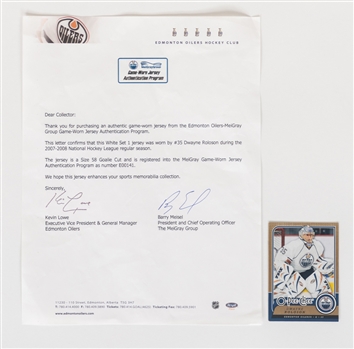 OILERS
EDMONTON OILERS HOCKEY CLUB
Game-Worn Jersey
Authentication Program
Dear Collector:
Thank you for purchasing an authentic game-worn jersey from the Edmonton Oilers-MeiGray
Group Game-Worn Jersey Authentication Program.
This letter confirms that this White Set 1 jersey was worn by #35 Dwayne Roloson during the
2007-2008 National Hockey League regular season.
The jersey is a Size 58 Goalie Cut and is registered into the MeiGray Game-Worn Jersey
Authentication Program as number E00141.
We hope this jersey enhances your sports memorabilia collection.
Sincerely,
Kevin Lowe Barry Meisel
Executive Vice President & General Manager President and Chief Operating Officer
Edmonton Oilers The MeiGray Group
www.edmontonoilers.com
O-Pee-Chee